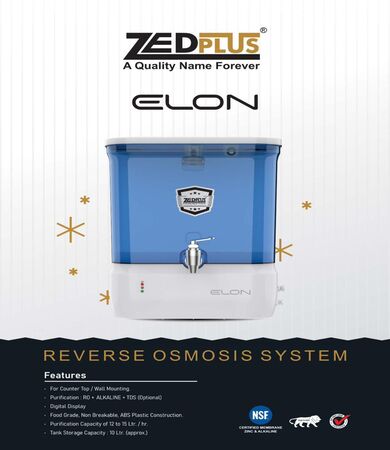 ZEDPLUS®
A Quality Name Forever
ELON
ZEDPLUS
ELON
REVERSE OSMOSIS SYSTEM
Features
- For Counter Top / Wall Mounting.
- Purification : RO + ALKALINE + TDS (Optional)
- Digital Display
- Food Grade, Non Breakable, ABS Plastic Construction.
- Purification Capacity of 12 to 15 Ltr. / hr.
- Tank Storage Capacity : 10 Ltr. (approx.)
NSF
CERTIFIED MEMBRANE
ZINC & ALKALINE